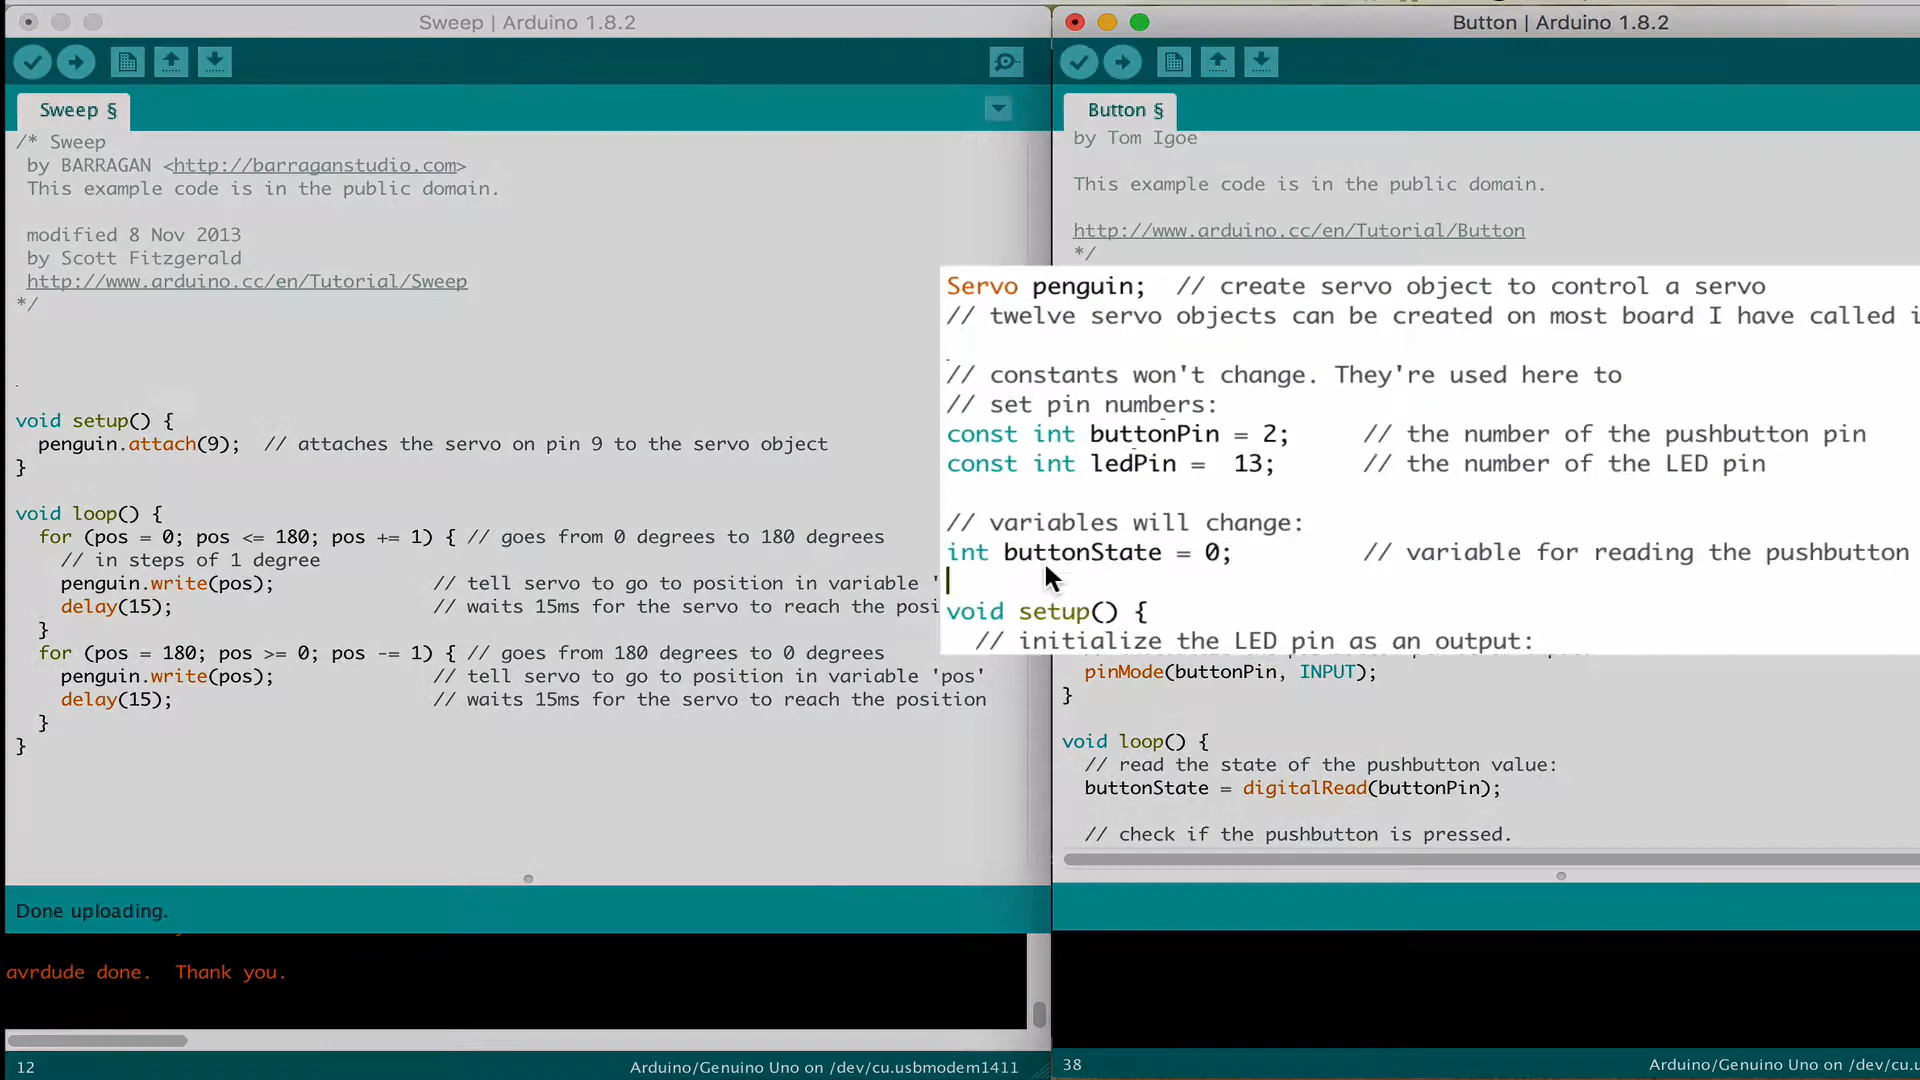 Sweep | Arduino 1.8.2
Sweep §
/* Sweep
by BARRAGAN <http://barraganstudio.com>
This example code is in the public domain.
modified 8 Nov 2013
by Scott Fitzgerald
http://www.arduino.cc/en/Tutorial/Sweep
*/
void setup() {
penguin.attach(9);  // attaches the servo on pin 9 to the servo object
}
void loop() {
for (pos = 0; pos <= 180; pos += 1) { // goes from 0 degrees to 180 degrees
// in steps of 1 degree
penguin.write(pos);              // tell servo to go to position in variable '
delay(15);                       // waits 15ms for the servo to reach the posi
}
for (pos = 180; pos >= 0; pos -= 1) { // goes from 180 degrees to 0 degrees
penguin.write(pos);              // tell servo to go to position in variable 'pos'
delay(15);                       // waits 15ms for the servo to reach the position
}
}
Done uploading.
avrdude done.  Thank you.
12
Arduino/Genuino Uno on /dev/cu.usbmodem1411
Button | Arduino 1.8.2
Button §
by Tom Igoe
This example code is in the public domain.
http://www.arduino.cc/en/Tutorial/Button
*/
Servo penguin;  // create servo object to control a servo
// twelve servo objects can be created on most board I have called i
// constants won't change. They're used here to
// set pin numbers:
const int buttonPin = 2;     // the number of the pushbutton pin
const int ledPin =  13;      // the number of the LED pin
// variables will change:
int buttonState = 0;         // variable for reading the pushbutton
void setup() {
// initialize the LED pin as an output:
pinMode(buttonPin, INPUT);
}
void loop() {
// read the state of the pushbutton value:
buttonState = digitalRead(buttonPin);
// check if the pushbutton is pressed.
38
Arduino/Genuino Uno on /dev/cu.u